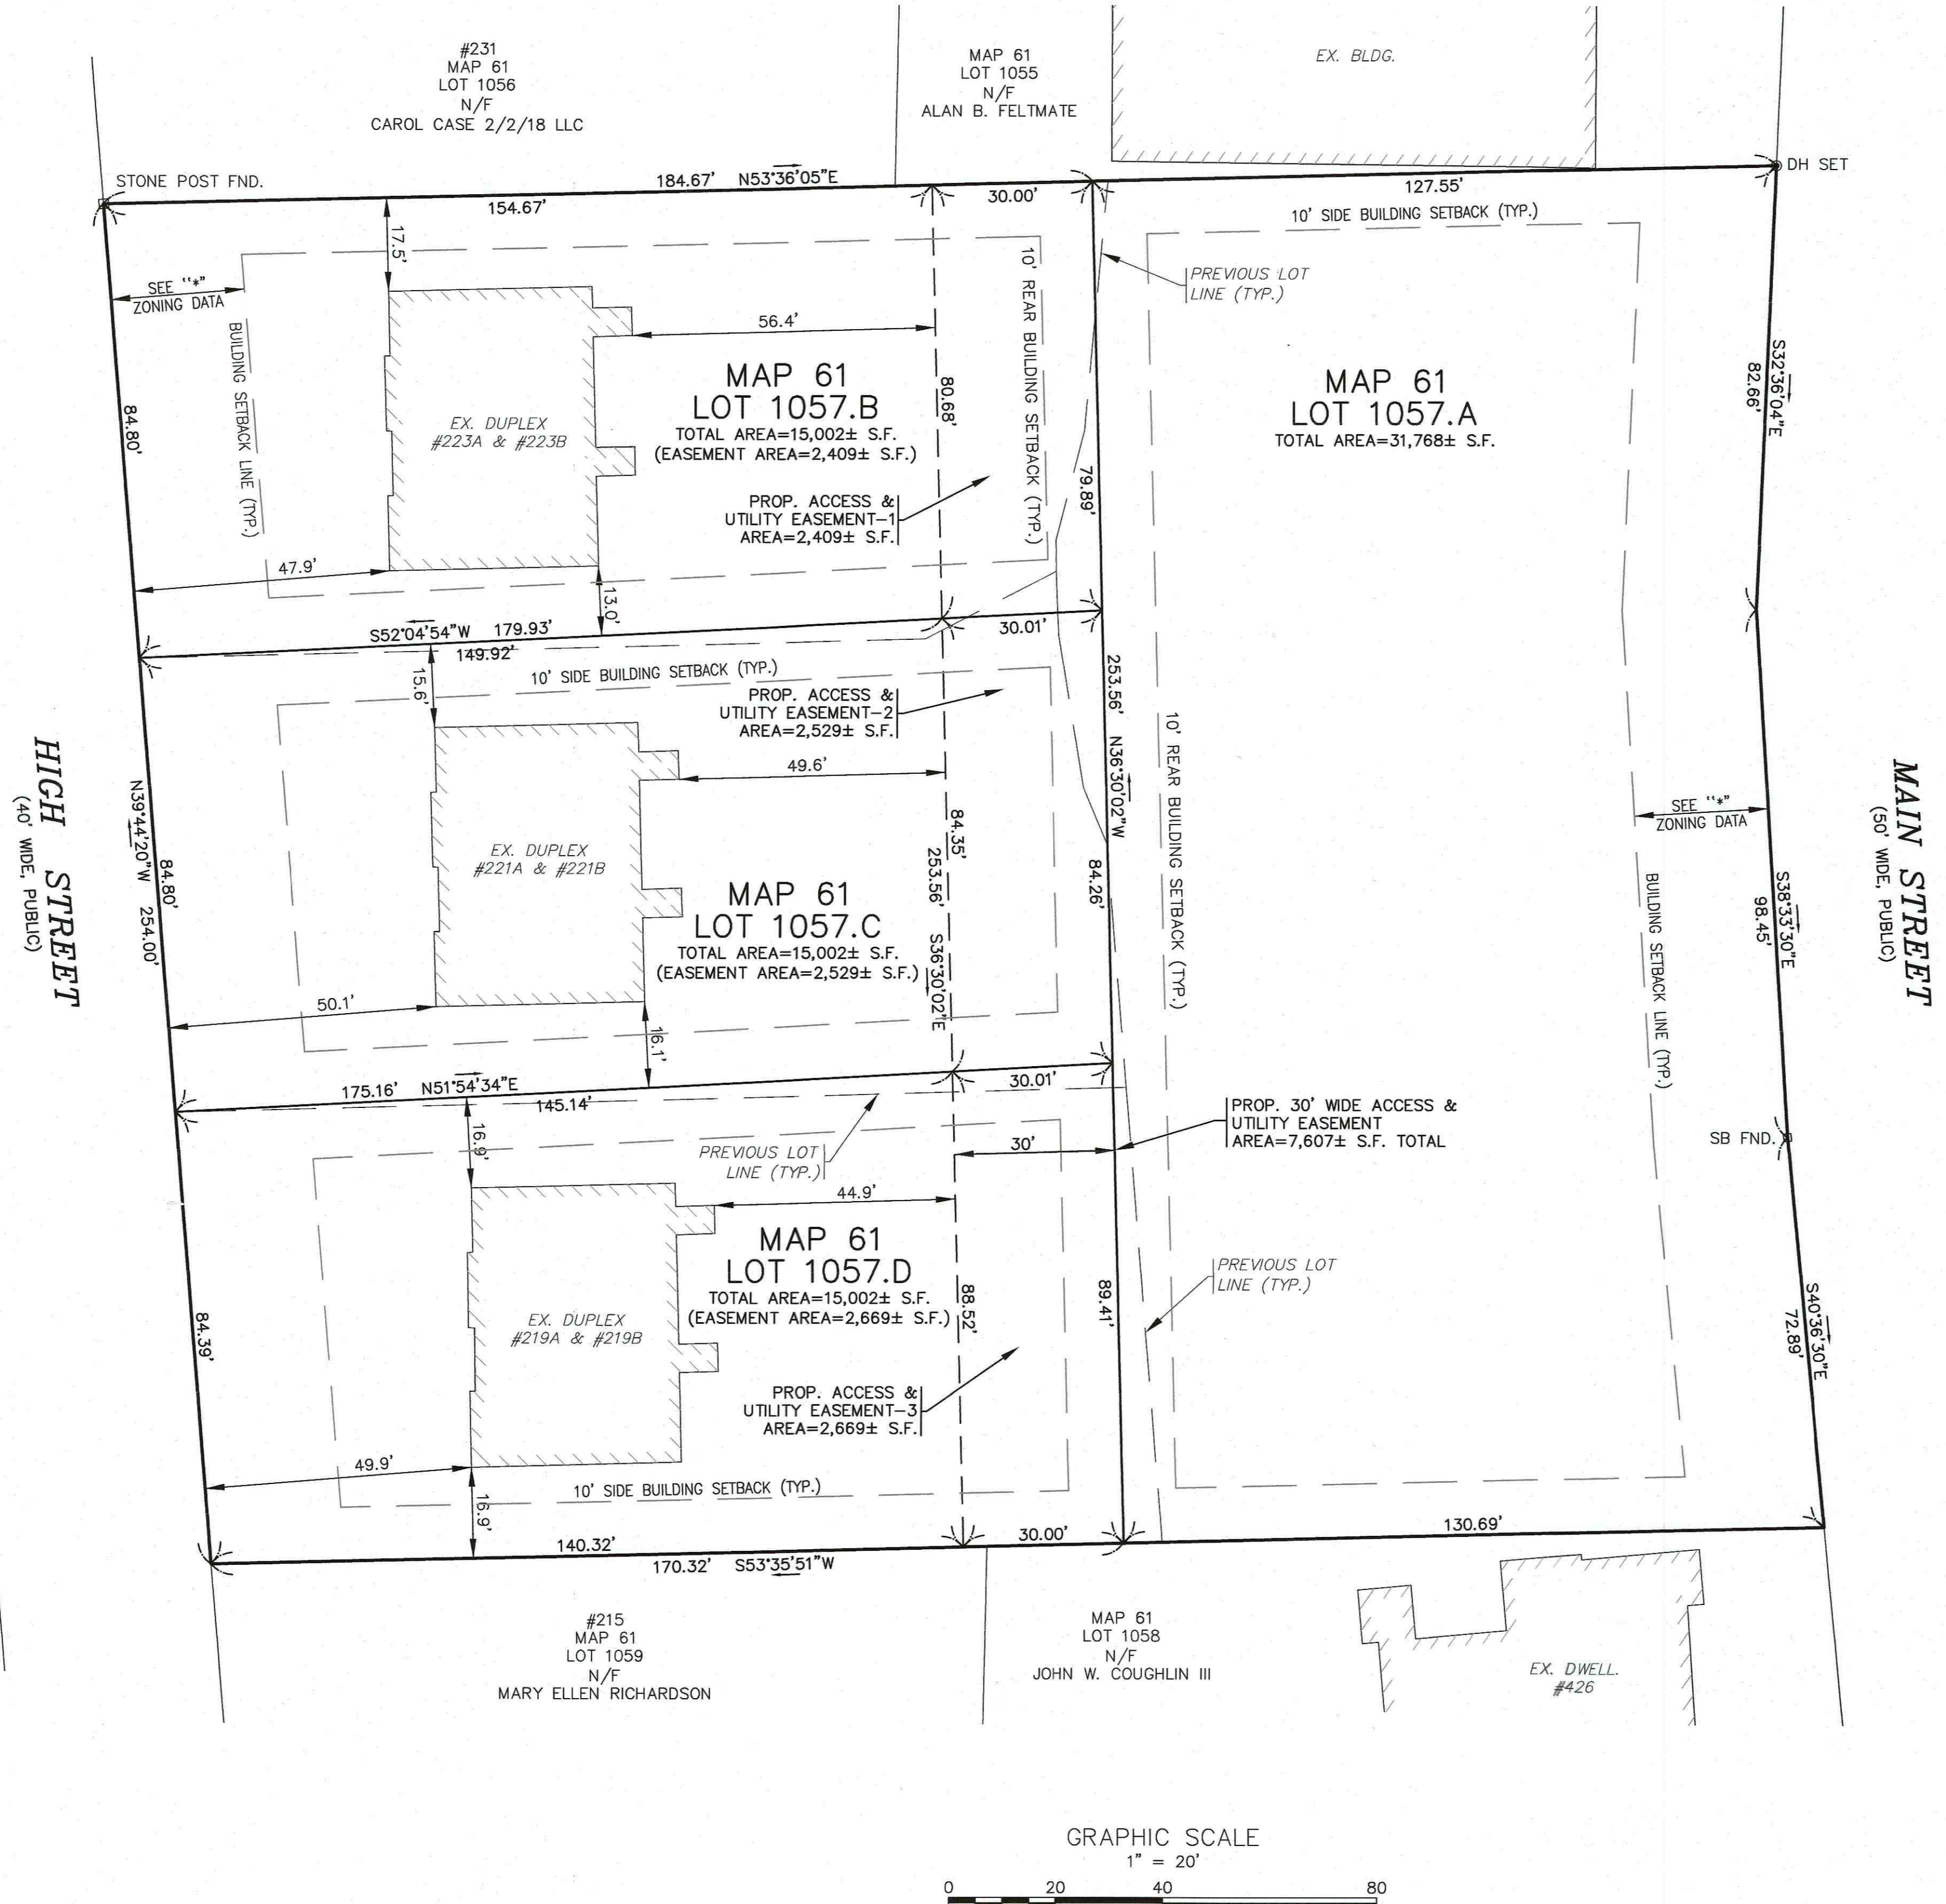 #231
MAP 61
LOT 1056
N/F
CAROL CASE 2/2/18 LLC
MAP 61
LOT 1055
N/F
ALAN B. FELTMATE
EX. BLDG.
STONE POST FND.
184.67' N53°36'05"E
154.67'
30.00'
127.55'
DH SET
10' SIDE BUILDING SETBACK (TYP.)
17.5'
SEE "*"
ZONING DATA
BUILDING SETBACK LINE (TYP.)
84.80'
EX. DUPLEX
#223A & #223B
56.4'
MAP 61
LOT 1057.B
TOTAL AREA=15,002± S.F.
(EASEMENT AREA=2,409± S.F.)
PROP. ACCESS &
UTILITY EASEMENT-1
AREA=2,409± S.F.
80.68'
10' REAR BUILDING SETBACK (TYP.)
79.89'
PREVIOUS LOT
LINE (TYP.)
MAP 61
LOT 1057.A
TOTAL AREA=31,768± S.F.
S32°36'04"E
82.66'
47.9'
13.0'
S52°04'54"W 179.93'
149.92'
30.01'
15.6'
10' SIDE BUILDING SETBACK (TYP.)
PROP. ACCESS &
UTILITY EASEMENT-2
AREA=2,529± S.F.
49.6'
EX. DUPLEX
#221A & #221B
MAP 61
LOT 1057.C
TOTAL AREA=15,002± S.F.
(EASEMENT AREA=2,529± S.F.)
84.35'
253.56' S36°30'02"E
253.56' N36°30'02"W
84.26'
10' REAR BUILDING SETBACK (TYP.)
SEE "*"
ZONING DATA
BUILDING SETBACK LINE (TYP.)
S38°33'30"E
98.45'
MAIN STREET
(50' WIDE, PUBLIC)
HIGH STREET
(40' WIDE, PUBLIC)
N39°44'20"W 254.00'
84.80'
50.1'
16.1'
175.16' N51°54'34"E
145.14'
30.01'
16.9'
PREVIOUS LOT
LINE (TYP.)
30'
PROP. 30' WIDE ACCESS &
UTILITY EASEMENT
AREA=7,607± S.F. TOTAL
SB FND.
44.9'
MAP 61
LOT 1057.D
TOTAL AREA=15,002± S.F.
(EASEMENT AREA=2,669± S.F.)
EX. DUPLEX
#219A & #219B
88.52'
89.41'
PREVIOUS LOT
LINE (TYP.)
S40°36'30"E
72.89'
84.39'
PROP. ACCESS &
UTILITY EASEMENT-3
AREA=2,669± S.F.
49.9'
16.9'
10' SIDE BUILDING SETBACK (TYP.)
140.32'
30.00'
130.69'
170.32' S53°35'51"W
#215
MAP 61
LOT 1059
N/F
MARY ELLEN RICHARDSON
MAP 61
LOT 1058
N/F
JOHN W. COUGHLIN III
EX. DWELL.
#426
GRAPHIC SCALE
1" = 20'
0 20 40 80